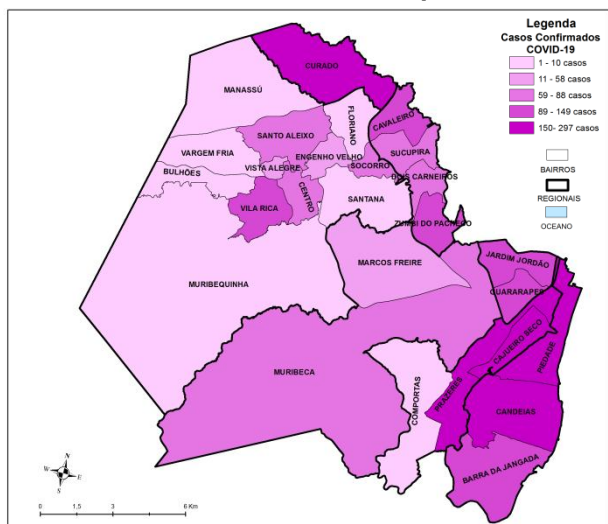 Legenda
Casos Confirmados
COVID-19
1 - 10 casos
11 - 58 casos
59 - 88 casos
89 - 149 casos
150- 297 casos
BAIRROS
REGIONAIS
OCEANO
CURADO
MANASSÚ
FLORIANO
CAVALEIRO
SANTO ALEIXO
SUCUPIRA
VARGEM FRIA
ENGENHO VELHO
SOCORRO
VISTA ALEGRE
DOIS CARNEIROS
BULHÕES
CENTRO
VILA RICA
SANTANA
ZUMBI DO PACHECO
MARCOS FREIRE
JARDIM JORDÃO
MURIBEQUINHA
GUARARAPES
CAJUEIRO SECO
PIEDADE
MURIBECA
COMPORTAS
PRAZERES
CANDEIAS
BARRA DA JANGADA
N
W
E
S
0 1,5 3 6 Km